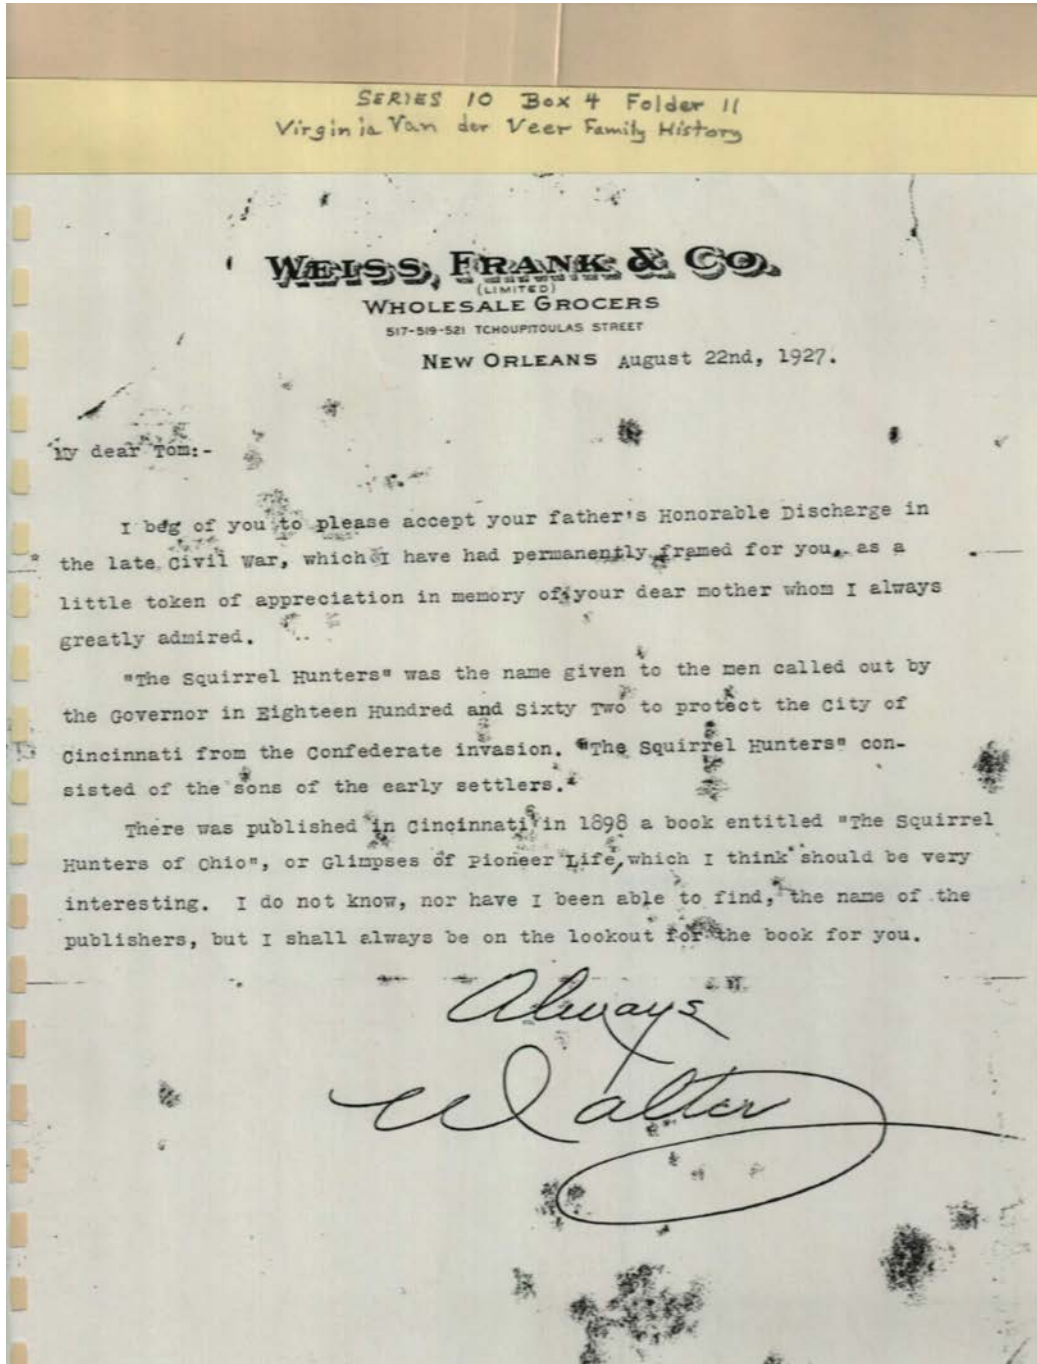 SERIES 10 Box 4 Folder 11
Virginia Van der Veer Family History
WEISS, FRANK & CO.
(LIMITED)
WHOLESALE GROCERS
517-519-521 TCHOUPITOULAS STREET
NEW ORLEANS August 22nd, 1927.
My dear Tom:-
I beg of you to please accept your father's Honorable Discharge in
the late Civil War, which I have had permanently framed for you, as a
little token of appreciation in memory of your dear mother whom I always
greatly admired.
"The Squirrel Hunters" was the name given to the men called out by
the Governor in Eighteen Hundred and Sixty Two to protect the City of
Cincinnati from the Confederate invasion. "The Squirrel Hunters" con-
sisted of the sons of the early settlers."
There was published in Cincinnati in 1898 a book entitled "The Squirrel
Hunters of Ohio", or Glimpses of Pioneer Life, which I think should be very
interesting. I do not know, nor have I been able to find, the name of the
publishers, but I shall always be on the lookout for the book for you.
Always
Walter